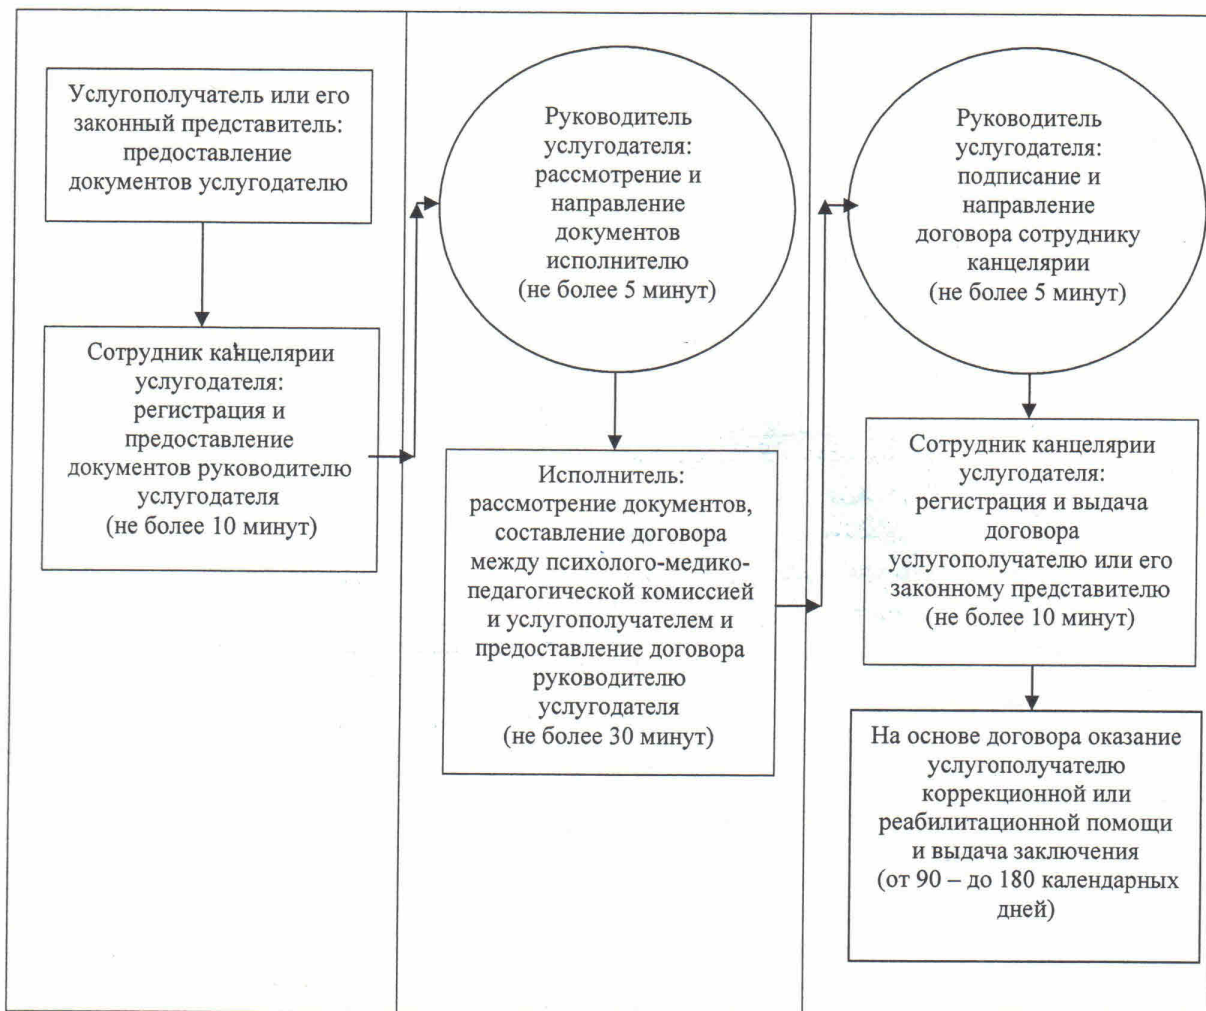 Услугополучатель или его
законный представитель:
предоставление
документов услугодателю
Сотрудник канцелярии
услугодателя:
регистрация и
предоставление
документов руководителю
услугодателя
(не более 10 минут)
Руководитель
услугодателя:
рассмотрение и
направление
документов
исполнителю
(не более 5 минут)
Исполнитель:
рассмотрение документов,
составление договора
между психолого-медико-
педагогической комиссией
и услугополучателем и
предоставление договора
руководителю
услугодателя
(не более 30 минут)
Руководитель
услугодателя:
подписание и
направление
договора сотруднику
канцелярии
(не более 5 минут)
Сотрудник канцелярии
услугодателя:
регистрация и выдача
договора
услугополучателю или его
законному представителю
(не более 10 минут)
На основе договора оказание
услугополучателю
коррекционной или
реабилитационной помощи
и выдача заключения
(от 90 – до 180 календарных
дней)